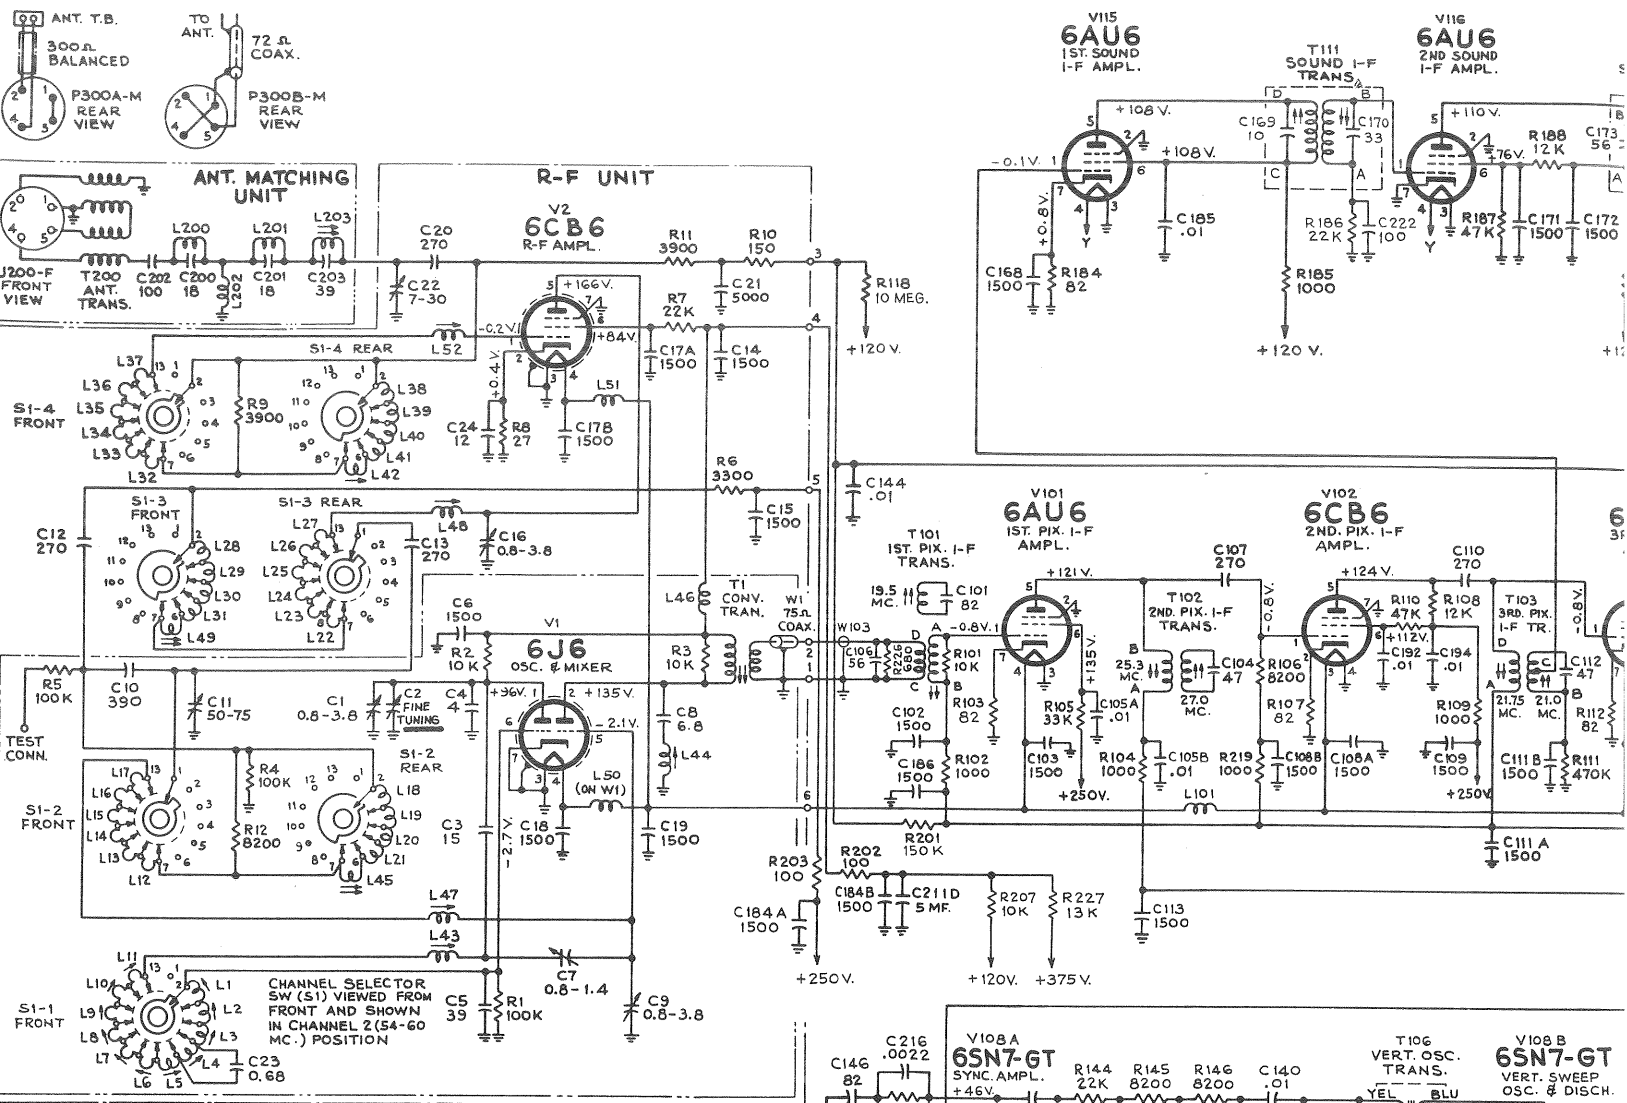 ANT. T.B.
300Ω
BALANCED
P300A-M
REAR
VIEW
TO
ANT.
72 Ω
COAX.
P300B-M
REAR
VIEW
ANT. MATCHING
UNIT
J200-F
FRONT
VIEW
T200
ANT.
TRANS.
C202
100
L200
C200
18
L202
L201
C201
18
L203
C203
39
R-F UNIT
V2
6CB6
R-F AMPL.
C20
270
C22
7-30
R11
3900
R10
150
C21
5000
R7
22K
+166V.
-0.2V.
+84V.
+0.4V.
L52
C17A
1500
C14
1500
L51
C24
12
R8
27
C17B
1500
R118
10 MEG.
+120V.
S1-4
FRONT
L37
L36
L35
L34
L33
L32
S1-4 REAR
R9
3900
L38
L39
L40
L41
L42
R6
3300
C15
1500
C12
270
S1-3
FRONT
L28
L29
L30
L31
L49
S1-3 REAR
L27
L26
L25
L24
L23
L22
L48
C13
270
C16
0.8-3.8
L46
T1
CONV.
TRAN.
W1
75Ω
COAX.
C6
1500
V1
6J6
OSC. & MIXER
R2
10K
R3
10K
R5
100K
TEST
CONN.
C10
390
C11
50-75
C1
0.8-3.8
C2
FINE
TUNING
C4
4
+96V.
+135V.
-2.1V.
C8
6.8
L44
S1-2
FRONT
L17
L16
L15
L14
L13
L12
R4
100K
R12
8200
S1-2
REAR
L18
L19
L20
L21
L45
L50
(ON W1)
C3
15
-2.7V.
C18
1500
C19
1500
L47
L43
C7
0.8-1.4
C5
39
R1
100K
C9
0.8-3.8
S1-1
FRONT
L11
L10
L9
L8
L7
L6
L5
L4
L3
L2
L1
C23
0.68
CHANNEL SELECTOR
SW (S1) VIEWED FROM
FRONT AND SHOWN
IN CHANNEL 2 (54-60
MC.) POSITION
V115
6AU6
1ST. SOUND
I-F AMPL.
+108V.
-0.1V.
+108V.
+0.8V.
C168
1500
R184
82
C185
.01
T111
SOUND I-F
TRANS.
C169
10
C170
33
R186
22K
C222
100
R185
1000
+120 V.
V116
6AU6
2ND SOUND
I-F AMPL.
+110V.
+76V.
R188
12K
C173
56
R187
47K
C171
1500
C172
1500
C144
.01
V101
6AU6
1ST. PIX. I-F
AMPL.
T101
1ST. PIX. I-F
TRANS.
19.5
MC.
C101
82
W103
C106
56
R226
680
R101
10K
-0.8V.
+121V.
+135V.
R103
82
C102
1500
C186
1500
R102
1000
C103
1500
R105
33K
C105A
.01
+250V.
C107
270
T102
2ND. PIX. I-F
TRANS.
25.3
MC.
C104
47
27.0
MC.
R104
1000
C105B
.01
R106
8200
R219
1000
C108B
1500
-0.8V.
V102
6CB6
2ND. PIX. I-F
AMPL.
+124V.
R110
47K
+112V.
R108
12K
C192
.01
C194
.01
R107
82
C108A
1500
R109
1000
C109
1500
+250V.
C110
270
T103
3RD. PIX.
I-F TR.
21.75
MC.
21.0
MC.
C112
47
-0.8V.
R112
82
C111B
1500
R111
470K
C111A
1500
L101
R201
150K
R203
100
R202
100
C184B
1500
C211D
5 MF.
C184A
1500
R207
10K
R227
13K
C113
1500
+250V.
+120V.
+375V.
C146
82
C216
.0022
V108A
6SN7-GT
SYNC. AMPL.
+46V.
R144
22K
R145
8200
R146
8200
C140
.01
T106
VERT. OSC.
TRANS.
YEL
BLU
V108B
6SN7-GT
VERT. SWEEP
OSC. & DISCH.